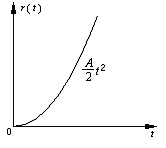 r(t)
A/2 t²
0
t